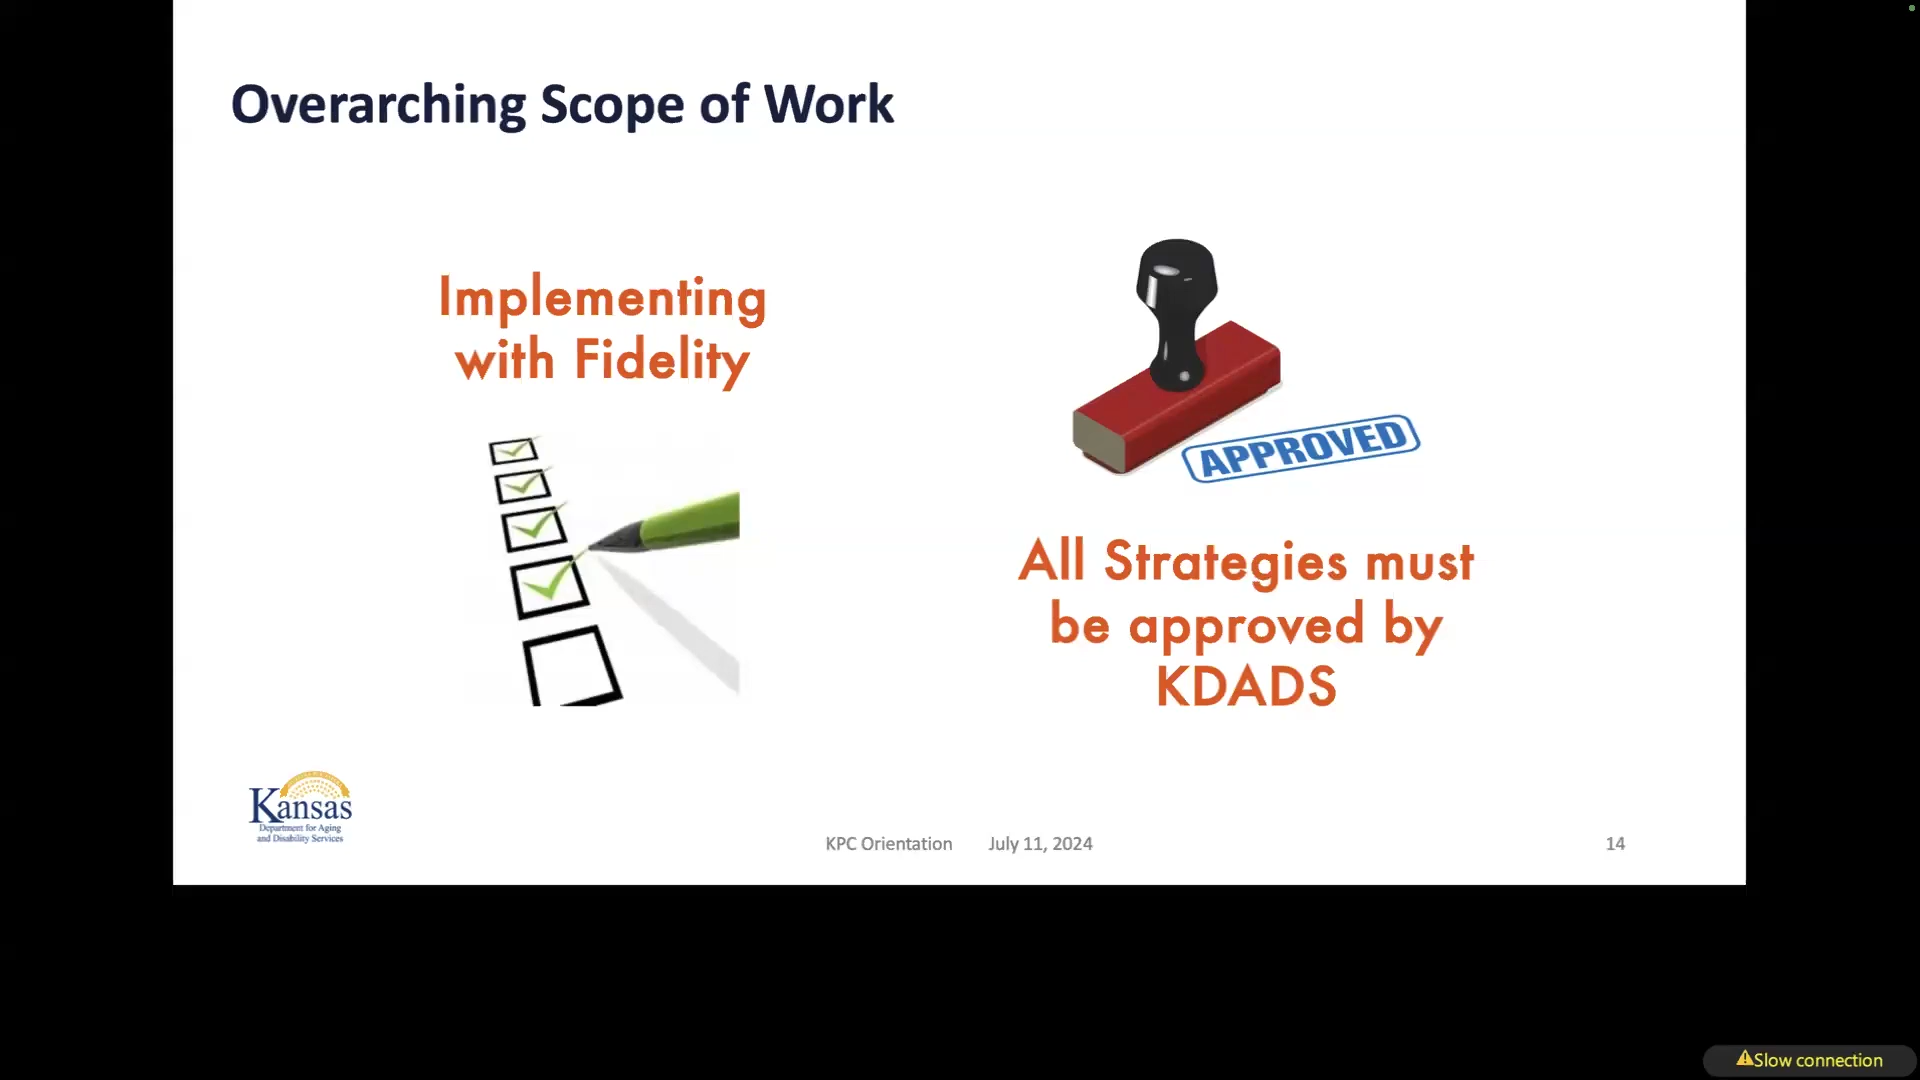 Overarching Scope of Work
Implementing
with Fidelity
APPROVED
All Strategies must
be approved by
KDADS
Kansas
Department for Aging
and Disability Services
KPC Orientation July 11, 2024
14
Slow connection